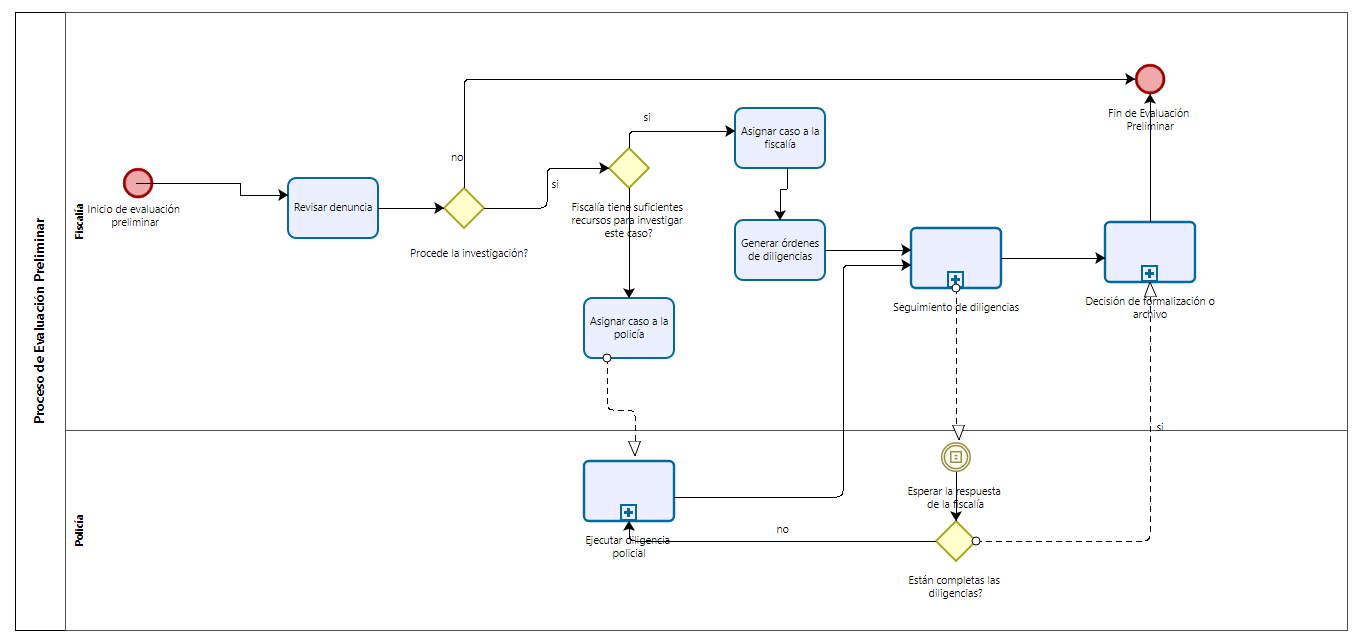 Proceso de Evaluación Preliminar
Fiscalía
Inicio de evaluación
preliminar
Revisar denuncia
Procede la investigación?
no
si
Fiscalía tiene suficientes
recursos para investigar
este caso?
si
Asignar caso a la
fiscalía
Generar órdenes
de diligencias
Asignar caso a la
policía
Seguimiento de diligencias
Decisión de formalización o
archivo
Fin de Evaluación
Preliminar
Policía
Ejecutar diligencia
policial
Esperar la respuesta
de la fiscalía
no
si
Están completas las
diligencias?